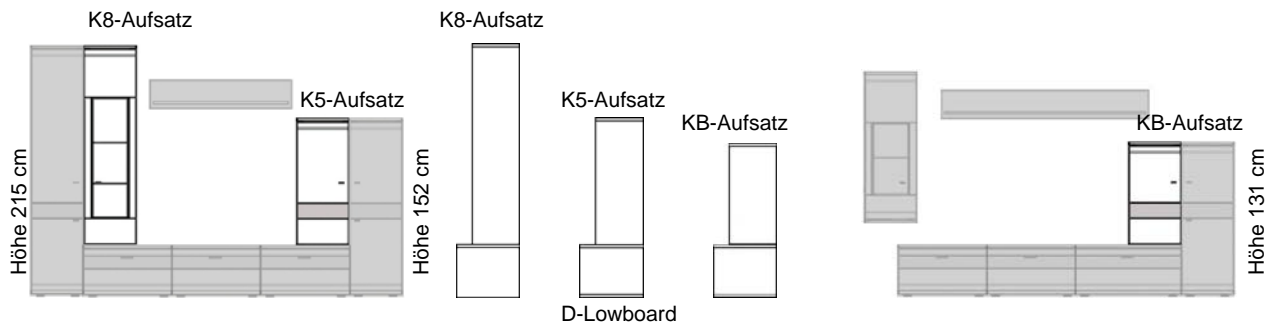 K8-Aufsatz
K5-Aufsatz
Höhe 215 cm
Höhe 152 cm
K8-Aufsatz
K5-Aufsatz
KB-Aufsatz
D-Lowboard
KB-Aufsatz
Höhe 131 cm